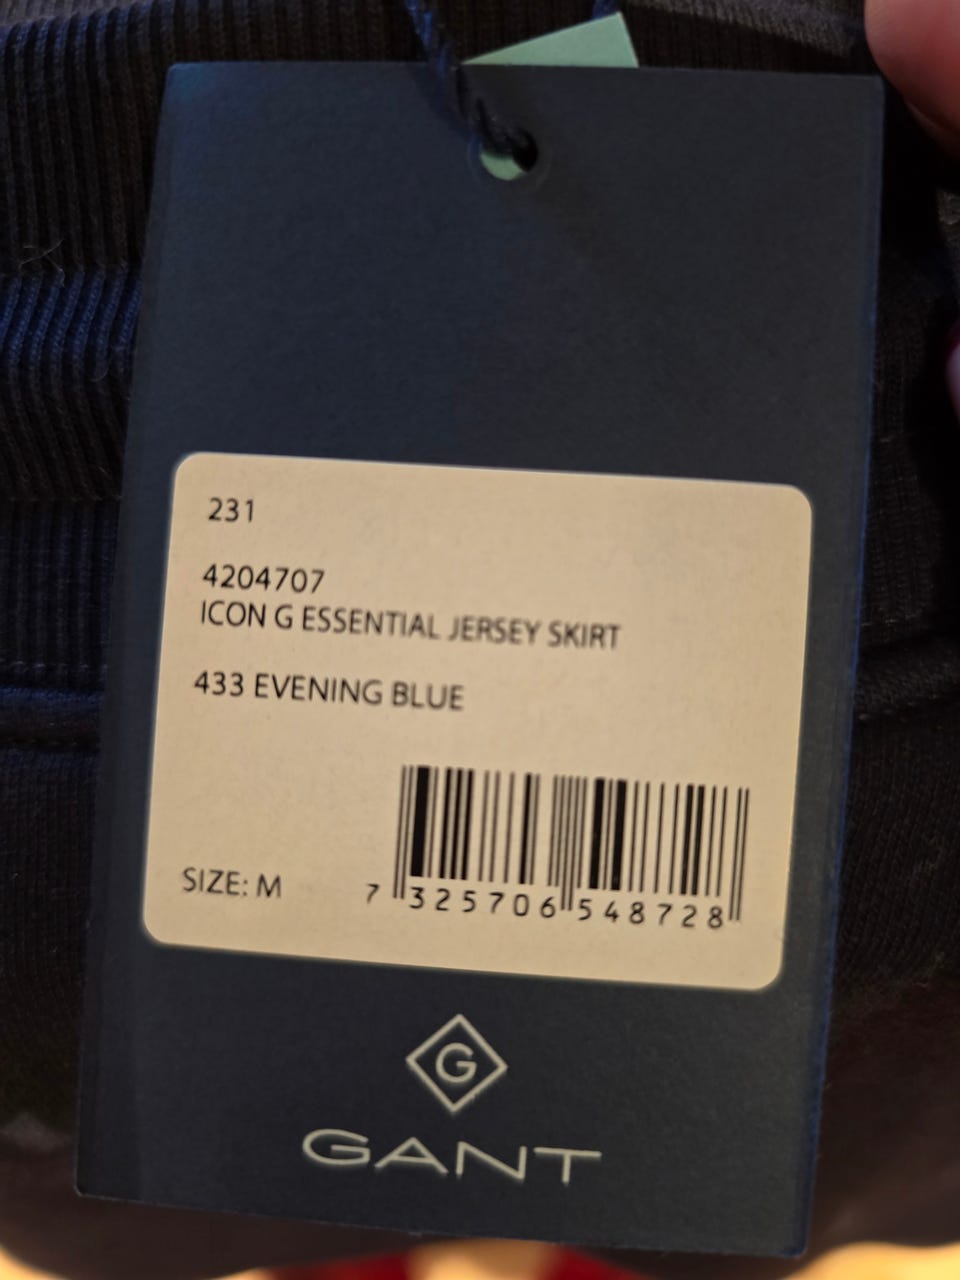 231
4204707
ICON G ESSENTIAL JERSEY SKIRT
433 EVENING BLUE
SIZE: M
7 325706 548728
G
GANT